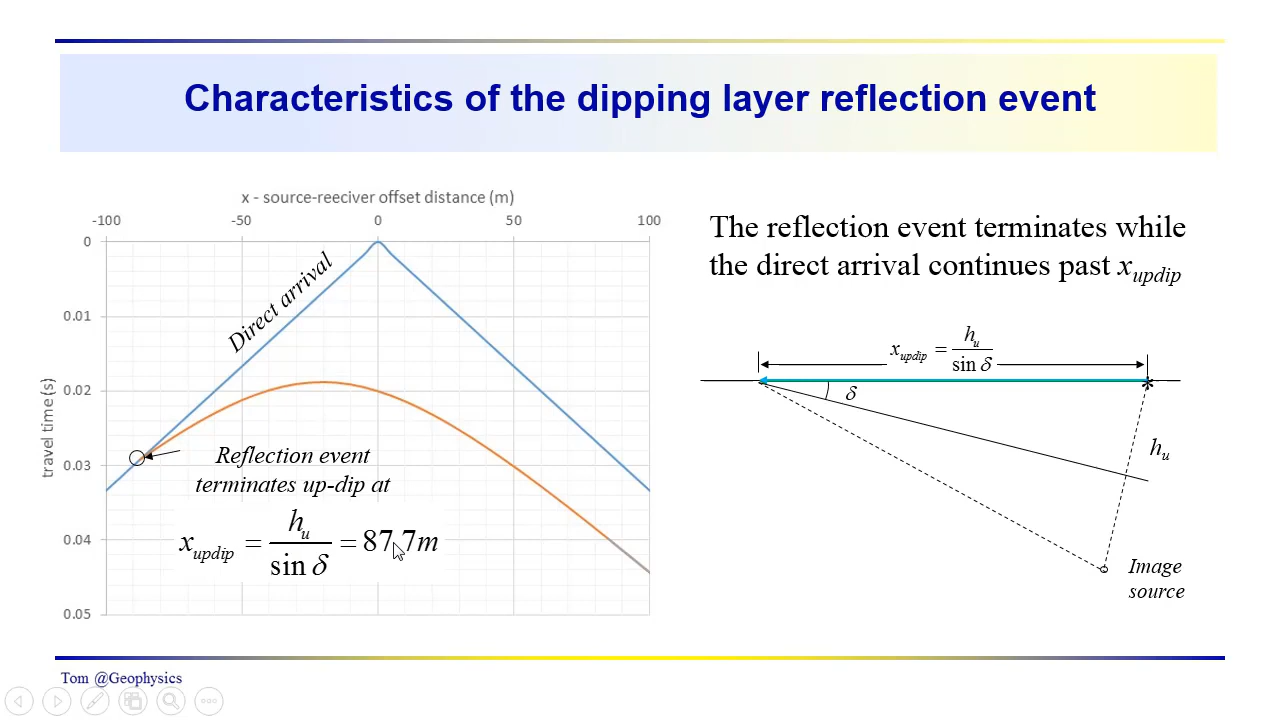 Characteristics of the dipping layer reflection event
x - source-reeciver offset distance (m)
-100 -50 0 50 100
0
0.01
0.02
0.03
0.04
0.05
travel time (s)
Direct arrival
Reflection event
terminates up-dip at
x_updip = h_u / sin δ = 87.7m
The reflection event terminates while
the direct arrival continues past x_updip
x_updip = h_u / sin δ
δ
*
h_u
Image
source
Tom @Geophysics